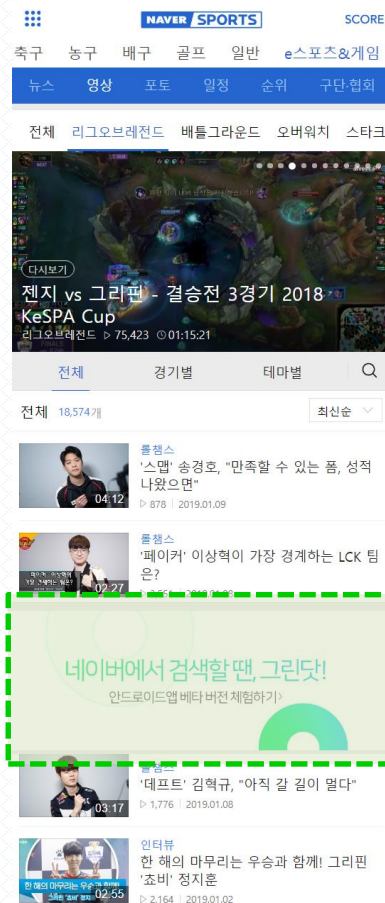 NAVER SPORTS
SCORE
축구 농구 배구 골프 일반 e스포츠&게임
뉴스 영상 포토 일정 순위 구단·협회
전체 리그오브레전드 배틀그라운드 오버워치 스타크
다시보기
젠지 vs 그리핀 - 결승전 3경기 2018
KeSPA Cup
리그오브레전드 ▷ 75,423 01:15:21
전체 경기별 테마별
전체 18,574개
최신순
롤챔스
'스맵' 송경호, "만족할 수 있는 폼, 성적
나왔으면"
04:12
▷ 878 2019.01.09
롤챔스
'페이커' 이상혁이 가장 경계하는 LCK 팀
은?
02:27
네이버에서 검색할 땐, 그린닷!
안드로이드앱 베타 버전 체험하기>
'데프트' 김혁규, "아직 갈 길이 멀다"
03:17
▷ 1,776 2019.01.08
인터뷰
한 해의 마무리는 우승과 함께! 그리핀
'쵸비' 정지훈
02:55
▷ 2,164 2019.01.02